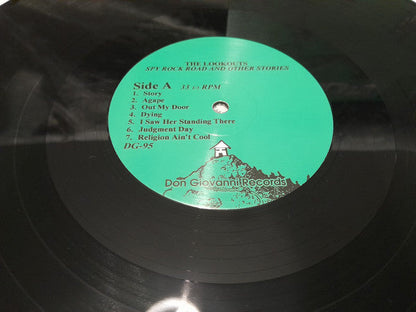 THE LOOKOUTS
SPY ROCK ROAD AND OTHER STORIES
Side A 33 1/3 RPM
1. Story
2. Agape
3. Out My Door
4. Dying
5. I Saw Her Standing There
6. Judgment Day
7. Religion Ain't Cool
DG-95
Don Giovanni Records